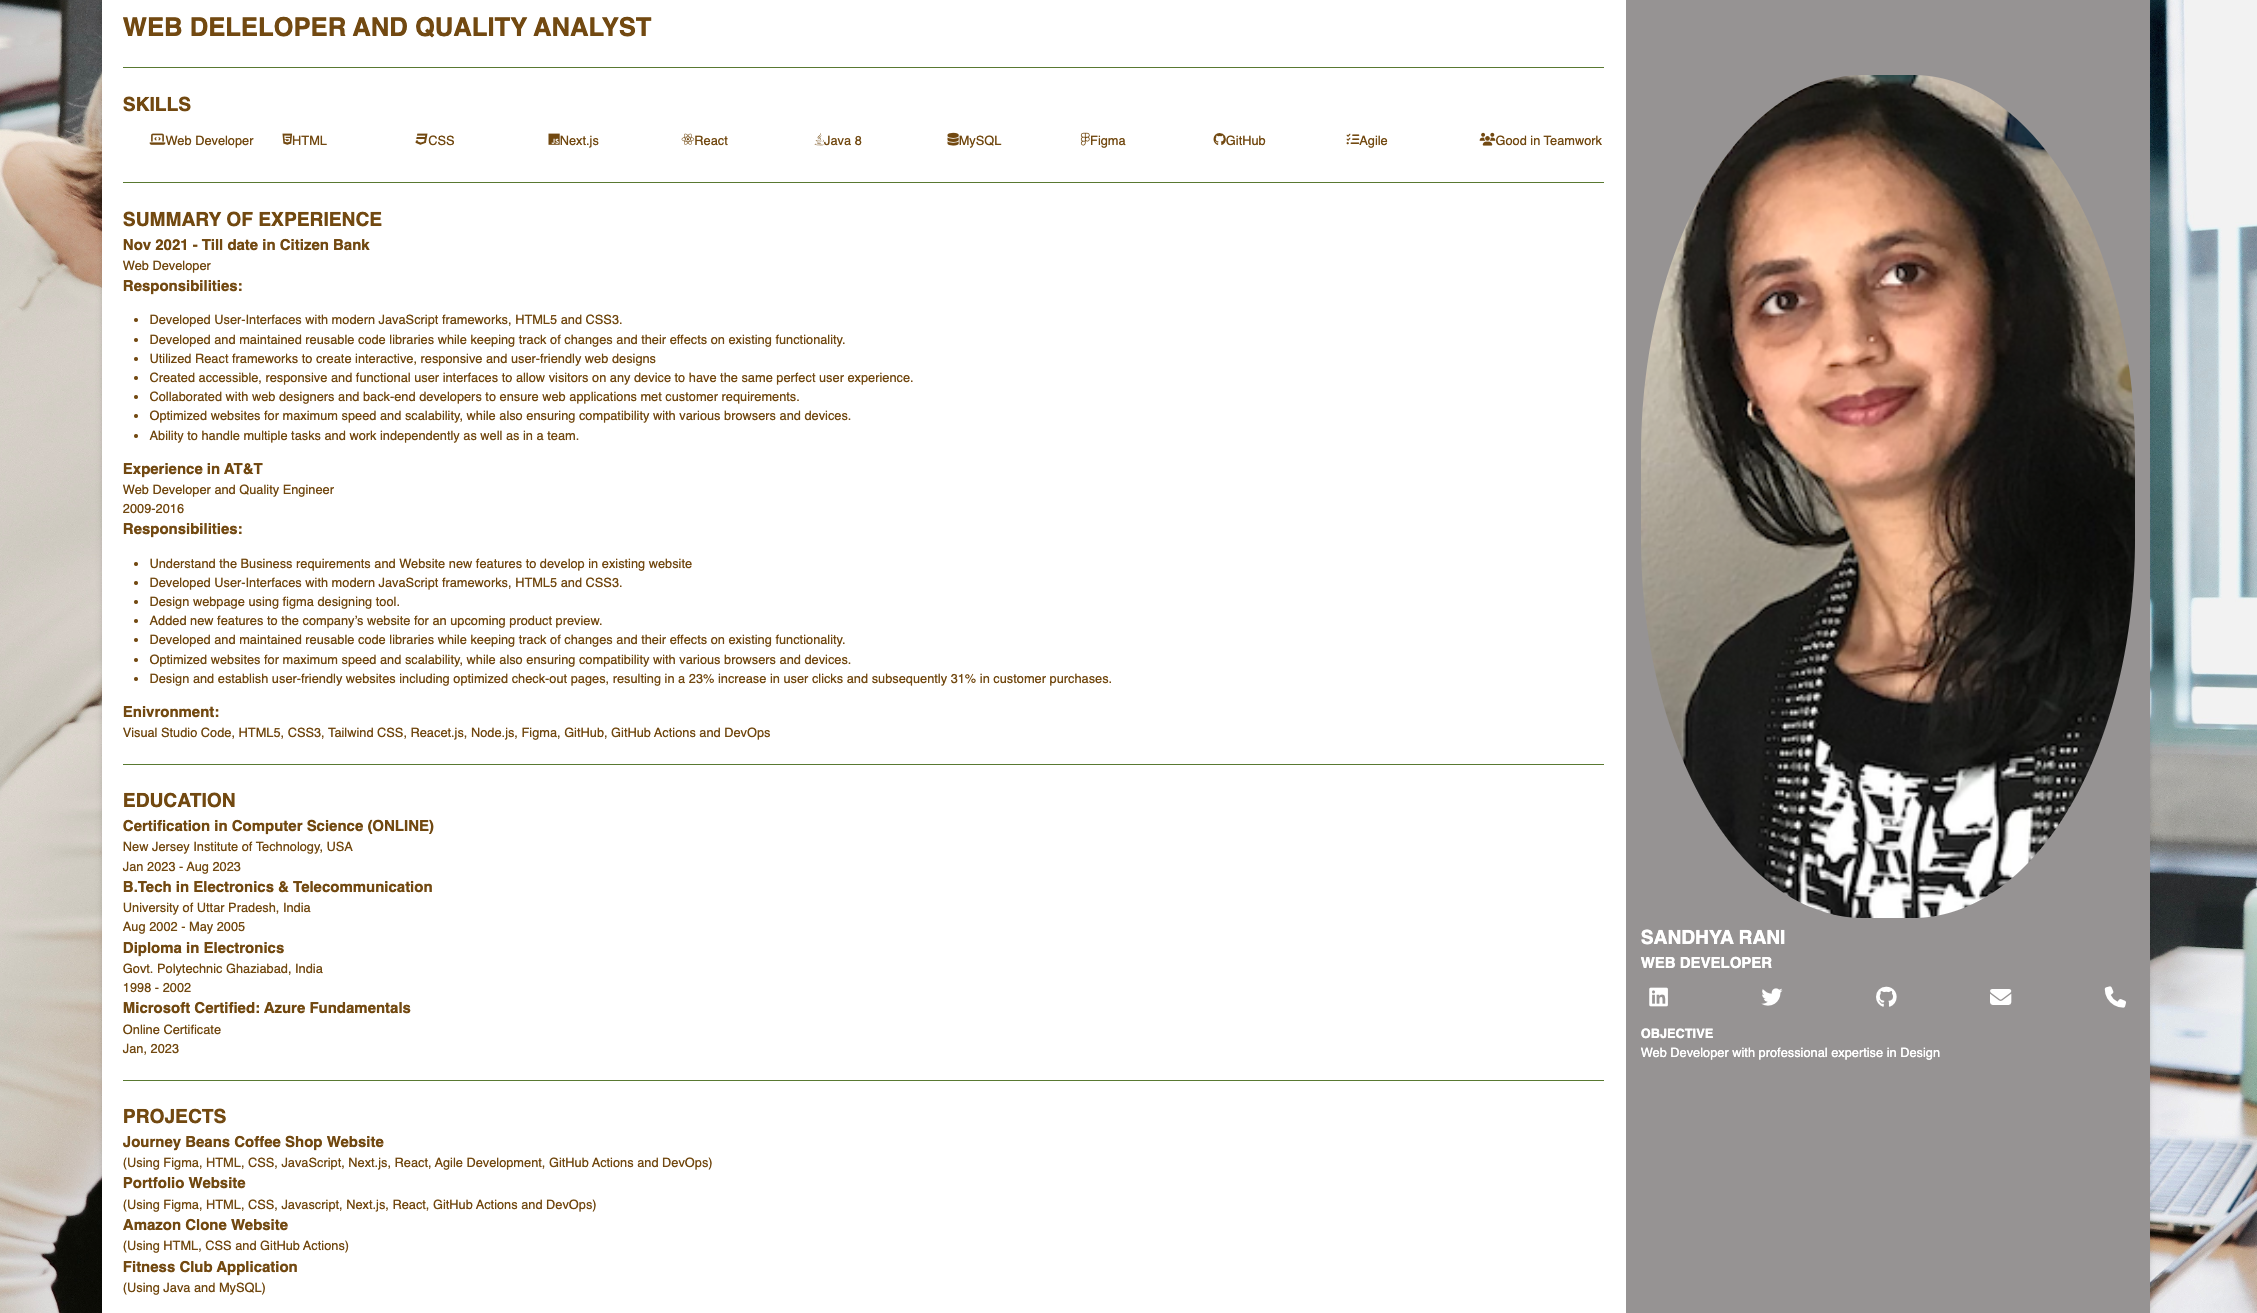 WEB DELELOPER AND QUALITY ANALYST
SKILLS
Web Developer HTML CSS Next.js React Java 8 MySQL Figma GitHub Agile Good in Teamwork
SUMMARY OF EXPERIENCE
Nov 2021 - Till date in Citizen Bank
Web Developer
Responsibilities:
• Developed User-Interfaces with modern JavaScript frameworks, HTML5 and CSS3.
• Developed and maintained reusable code libraries while keeping track of changes and their effects on existing functionality.
• Utilized React frameworks to create interactive, responsive and user-friendly web designs
• Created accessible, responsive and functional user interfaces to allow visitors on any device to have the same perfect user experience.
• Collaborated with web designers and back-end developers to ensure web applications met customer requirements.
• Optimized websites for maximum speed and scalability, while also ensuring compatibility with various browsers and devices.
• Ability to handle multiple tasks and work independently as well as in a team.
Experience in AT&T
Web Developer and Quality Engineer
2009-2016
Responsibilities:
• Understand the Business requirements and Website new features to develop in existing website
• Developed User-Interfaces with modern JavaScript frameworks, HTML5 and CSS3.
• Design webpage using figma designing tool.
• Added new features to the company's website for an upcoming product preview.
• Developed and maintained reusable code libraries while keeping track of changes and their effects on existing functionality.
• Optimized websites for maximum speed and scalability, while also ensuring compatibility with various browsers and devices.
• Design and establish user-friendly websites including optimized check-out pages, resulting in a 23% increase in user clicks and subsequently 31% in customer purchases.
Enivronment:
Visual Studio Code, HTML5, CSS3, Tailwind CSS, Reacet.js, Node.js, Figma, GitHub, GitHub Actions and DevOps
EDUCATION
Certification in Computer Science (ONLINE)
New Jersey Institute of Technology, USA
Jan 2023 - Aug 2023
B.Tech in Electronics & Telecommunication
University of Uttar Pradesh, India
Aug 2002 - May 2005
Diploma in Electronics
Govt. Polytechnic Ghaziabad, India
1998 - 2002
Microsoft Certified: Azure Fundamentals
Online Certificate
Jan, 2023
PROJECTS
Journey Beans Coffee Shop Website
(Using Figma, HTML, CSS, JavaScript, Next.js, React, Agile Development, GitHub Actions and DevOps)
Portfolio Website
(Using Figma, HTML, CSS, Javascript, Next.js, React, GitHub Actions and DevOps)
Amazon Clone Website
(Using HTML, CSS and GitHub Actions)
Fitness Club Application
(Using Java and MySQL)
SANDHYA RANI
WEB DEVELOPER
OBJECTIVE
Web Developer with professional expertise in Design